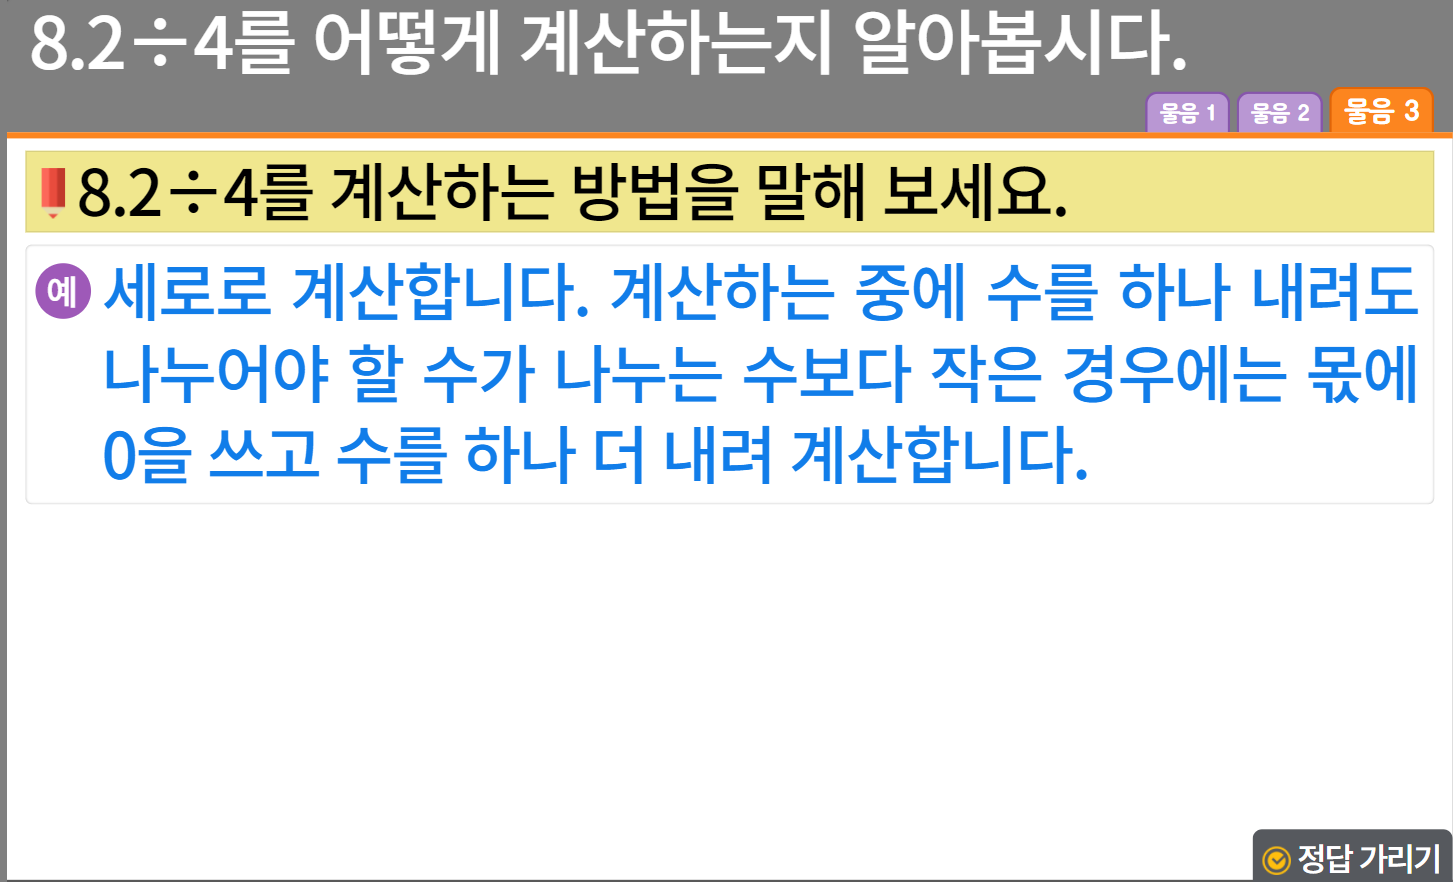 8.2÷4를 어떻게 계산하는지 알아봅시다.
물음 1 물음 2 물음 3
8.2÷4를 계산하는 방법을 말해 보세요.
예 세로로 계산합니다. 계산하는 중에 수를 하나 내려도
나누어야 할 수가 나누는 수보다 작은 경우에는 몫에
0을 쓰고 수를 하나 더 내려 계산합니다.
정답 가리기